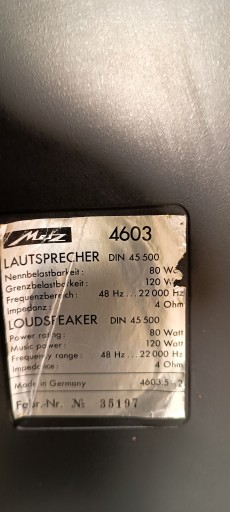 Metz 4603
LAUTSPRECHER DIN 45 500
Nennbelastbarkeit: 80
Grenzbelastbarkeit: 120
Frequenzbereich: 48 Hz...22 000 Hz
Impedanz: 4 Ohm
LOUDSPEAKER DIN 45 500
Power rating: 80 Watt
Music power: 120 Watt
Frequency range: 48 Hz...22 000 Hz
Impedance: 4 Ohm
Made in Germany
Fabr.-Nr. № 35197